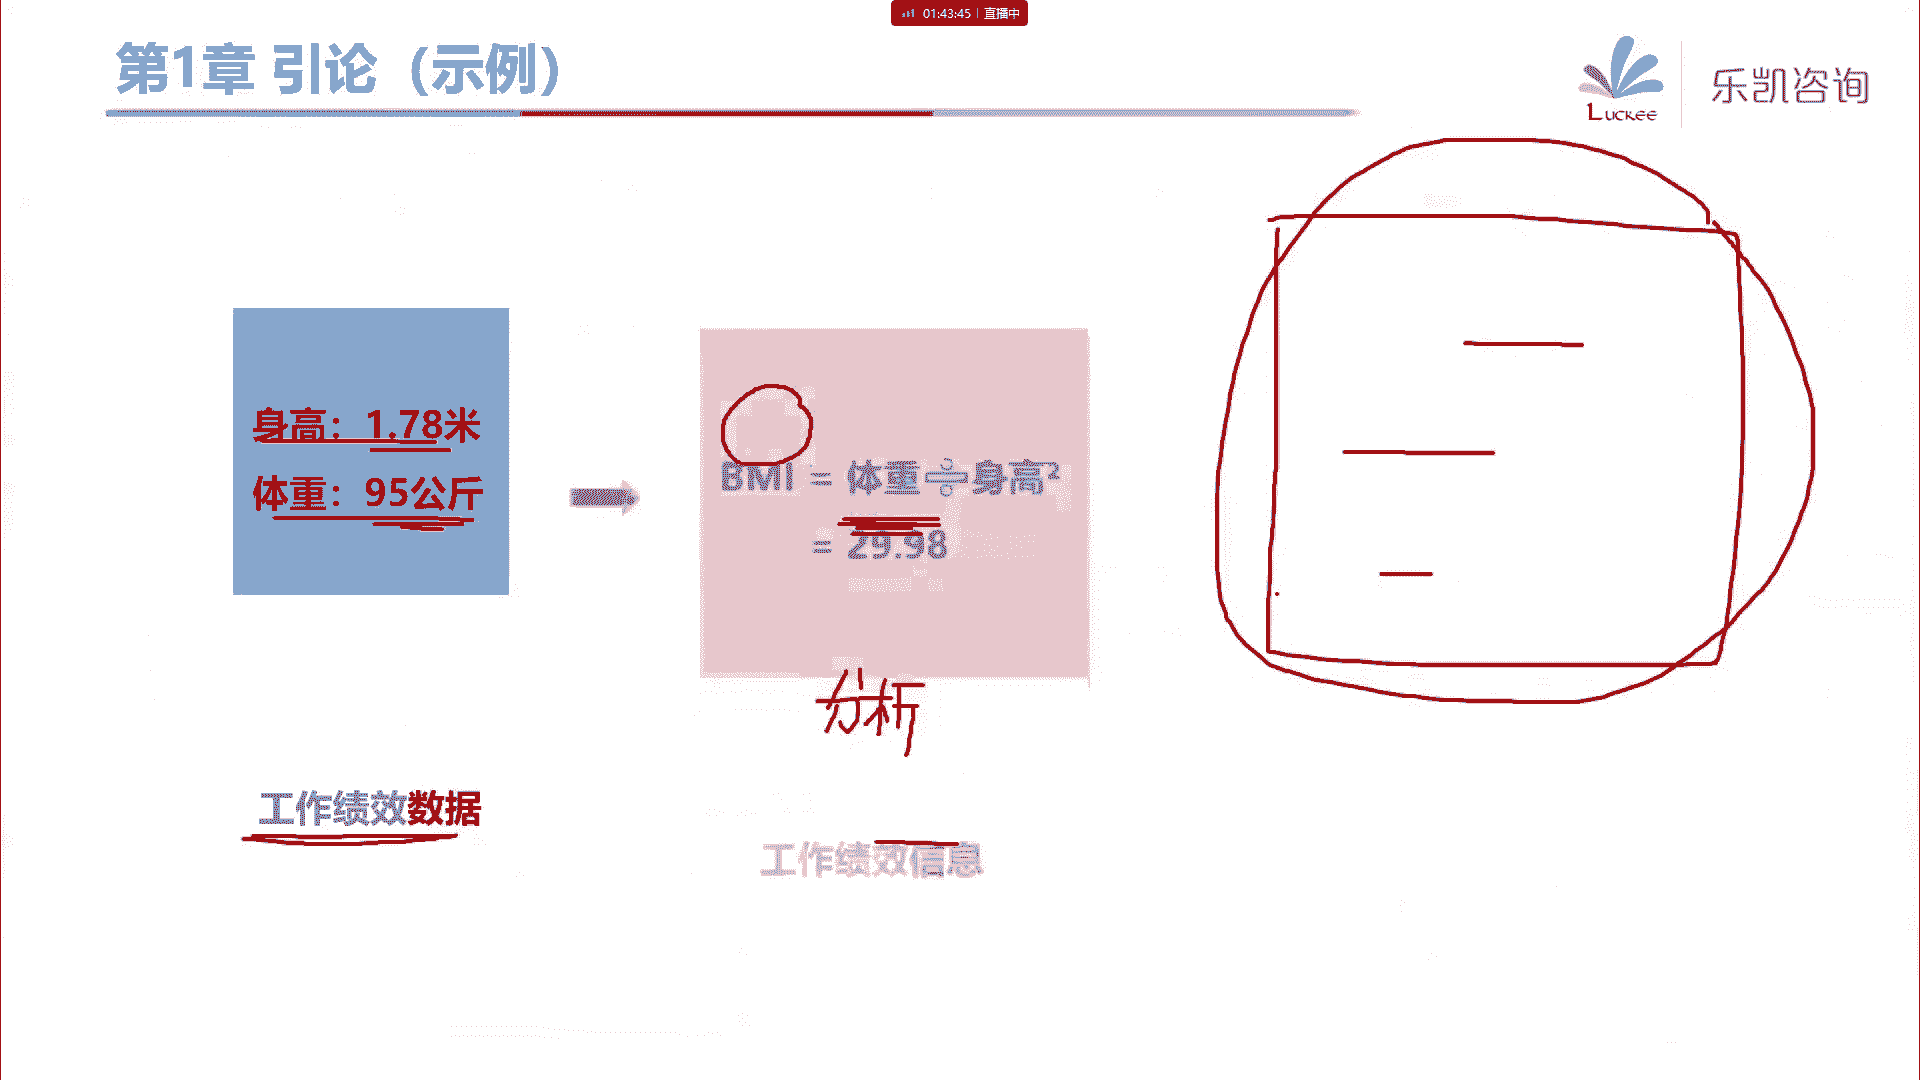 01:43:45 | 直播中
第1章 引论（示例）
LUCKEE
乐凯咨询
身高：1.78米
体重：95公斤
BMI = 体重÷身高²
= 29.98
分析
工作绩效数据
工作绩效信息